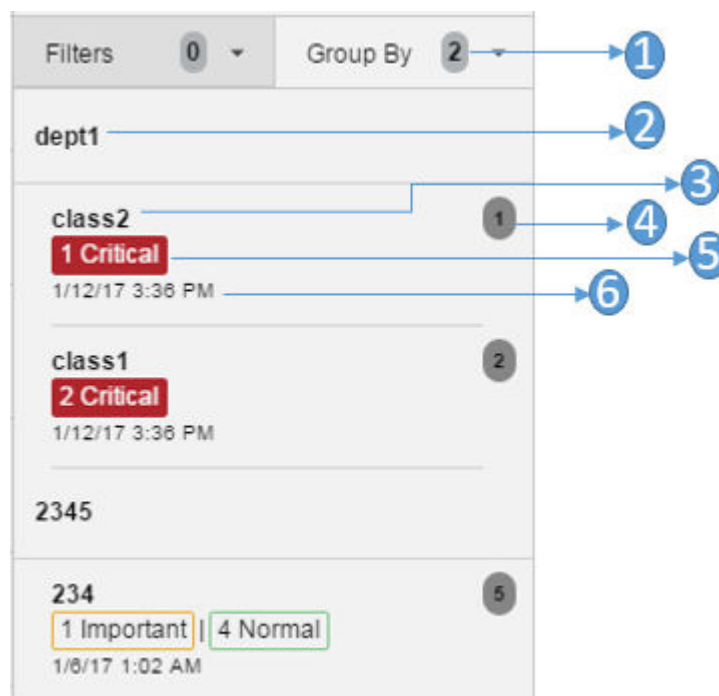 Filters 0 Group By 2 1
dept1 2
3
class2 1 4
1 Critical 5
1/12/17 3:36 PM 6
class1 2
2 Critical
1/12/17 3:36 PM
2345
234 5
1 Important | 4 Normal
1/6/17 1:02 AM